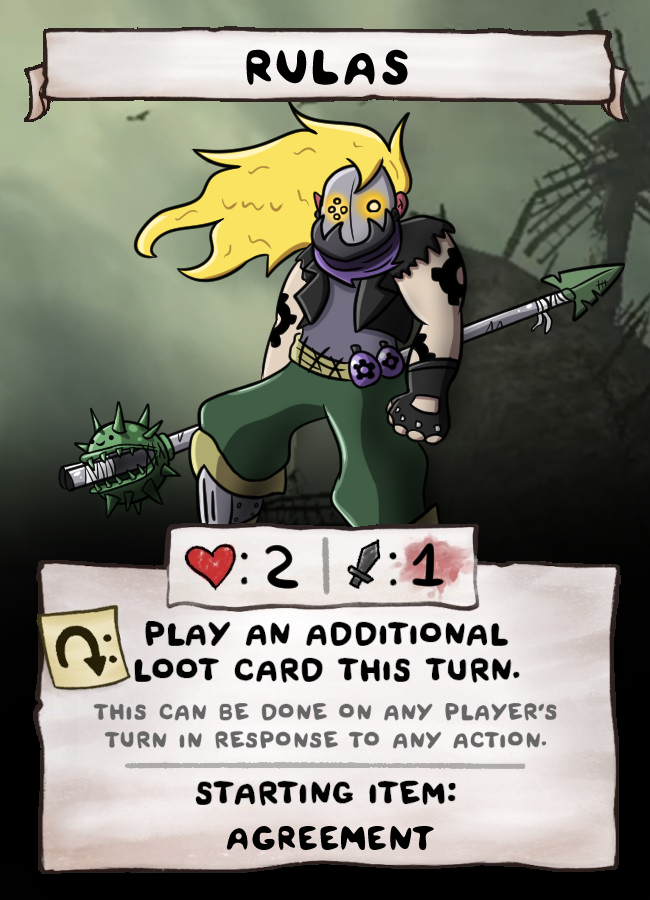 RULAS
: 2 | : 1
PLAY AN ADDITIONAL
LOOT CARD THIS TURN.
THIS CAN BE DONE ON ANY PLAYER'S
TURN IN RESPONSE TO ANY ACTION.
STARTING ITEM:
AGREEMENT